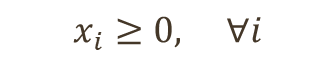 xᵢ ≥ 0, ∀i